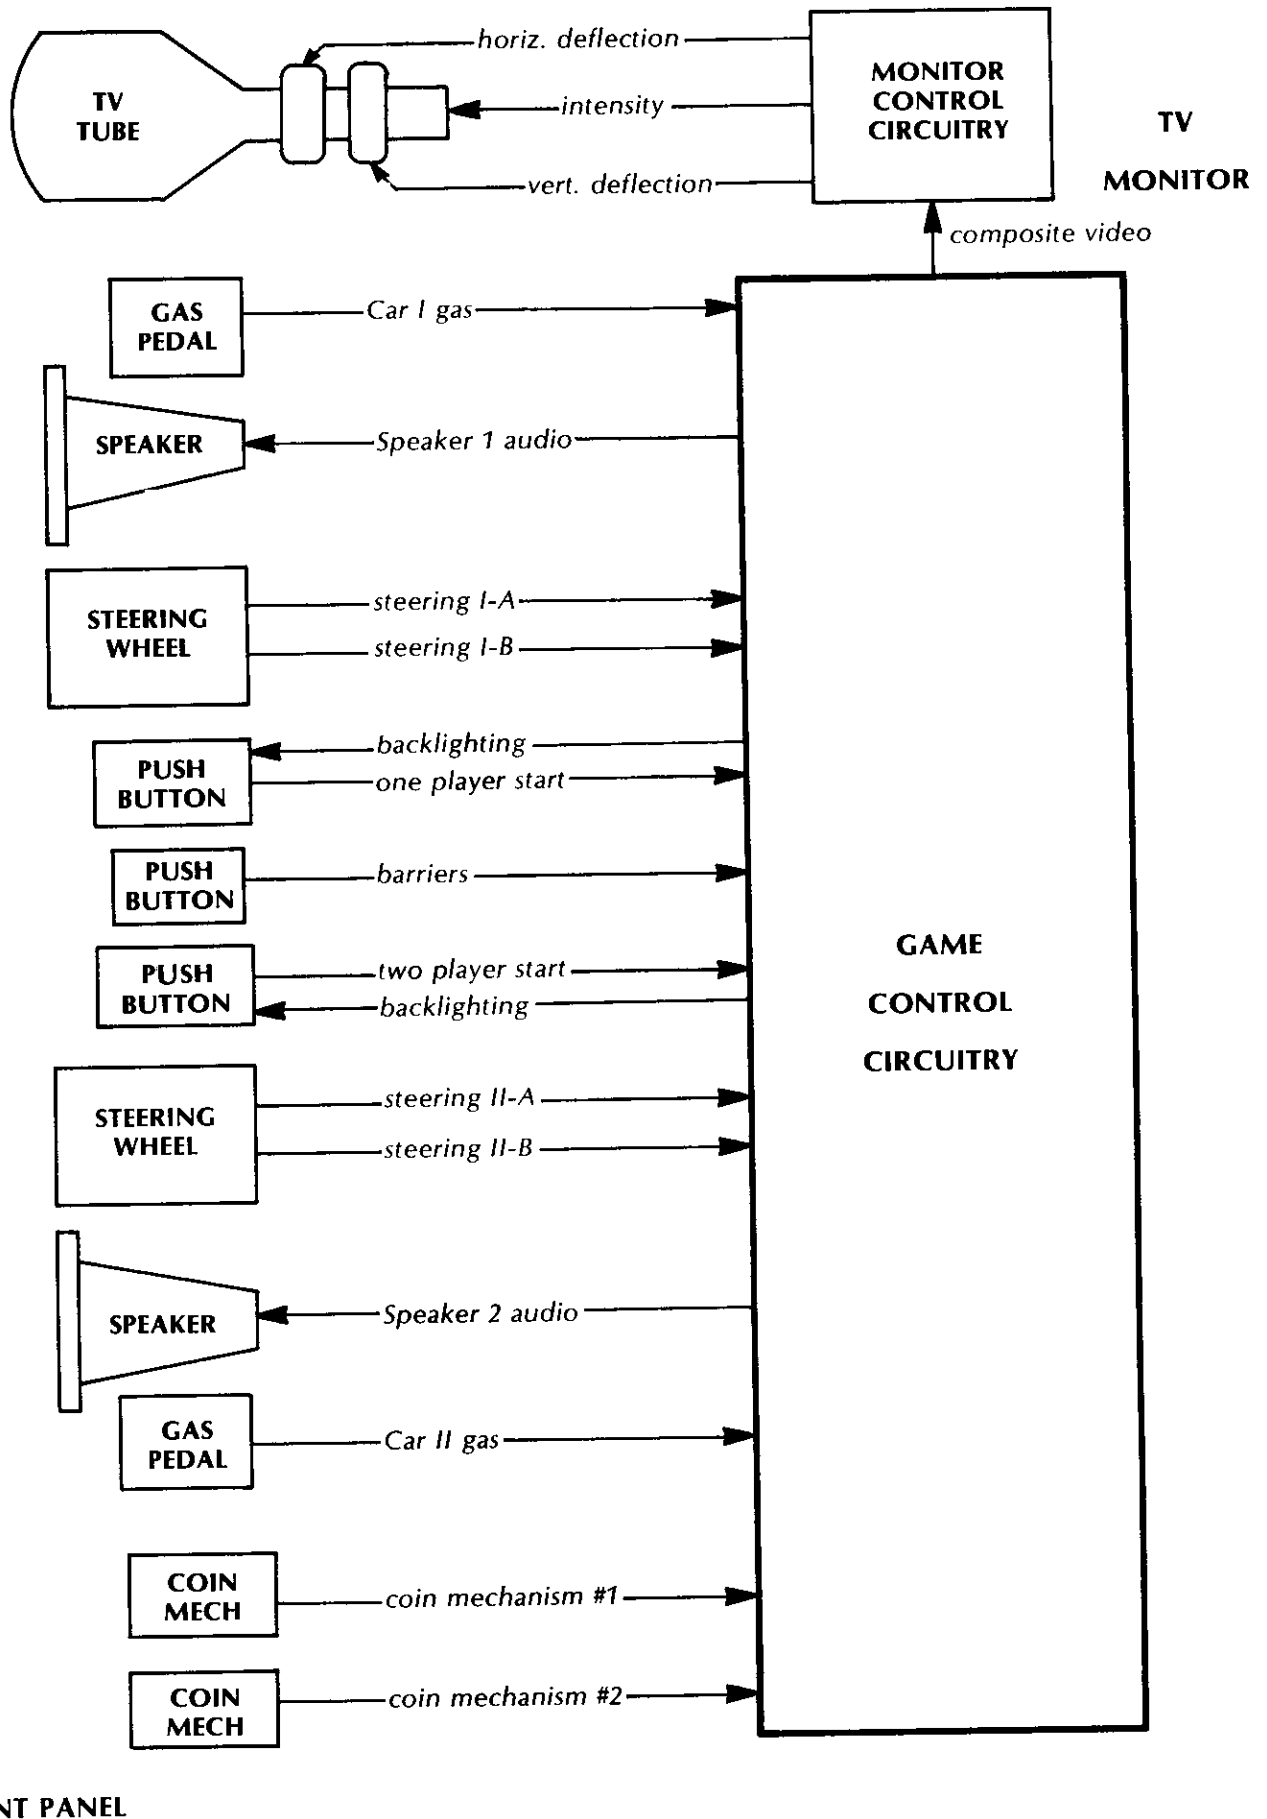 horiz. deflection
MONITOR
CONTROL
CIRCUITRY
TV
TUBE
intensity
TV
MONITOR
vert. deflection
composite video
GAS
PEDAL
Car I gas
SPEAKER
Speaker 1 audio
STEERING
WHEEL
steering I-A
steering I-B
PUSH
BUTTON
backlighting
one player start
PUSH
BUTTON
barriers
PUSH
BUTTON
two player start
backlighting
GAME
CONTROL
CIRCUITRY
STEERING
WHEEL
steering II-A
steering II-B
SPEAKER
Speaker 2 audio
GAS
PEDAL
Car II gas
COIN
MECH
coin mechanism #1
COIN
MECH
coin mechanism #2
NT PANEL